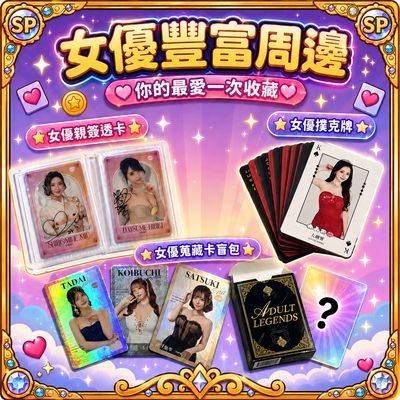 SP
SP
女優豐富周邊
你的最愛一次收藏
女優親簽透卡
女優撲克牌
K
K
女優蒐藏卡盲包
TADAI
KOIBUCHI
SATSUKI
ADULT
LEGENDS
?